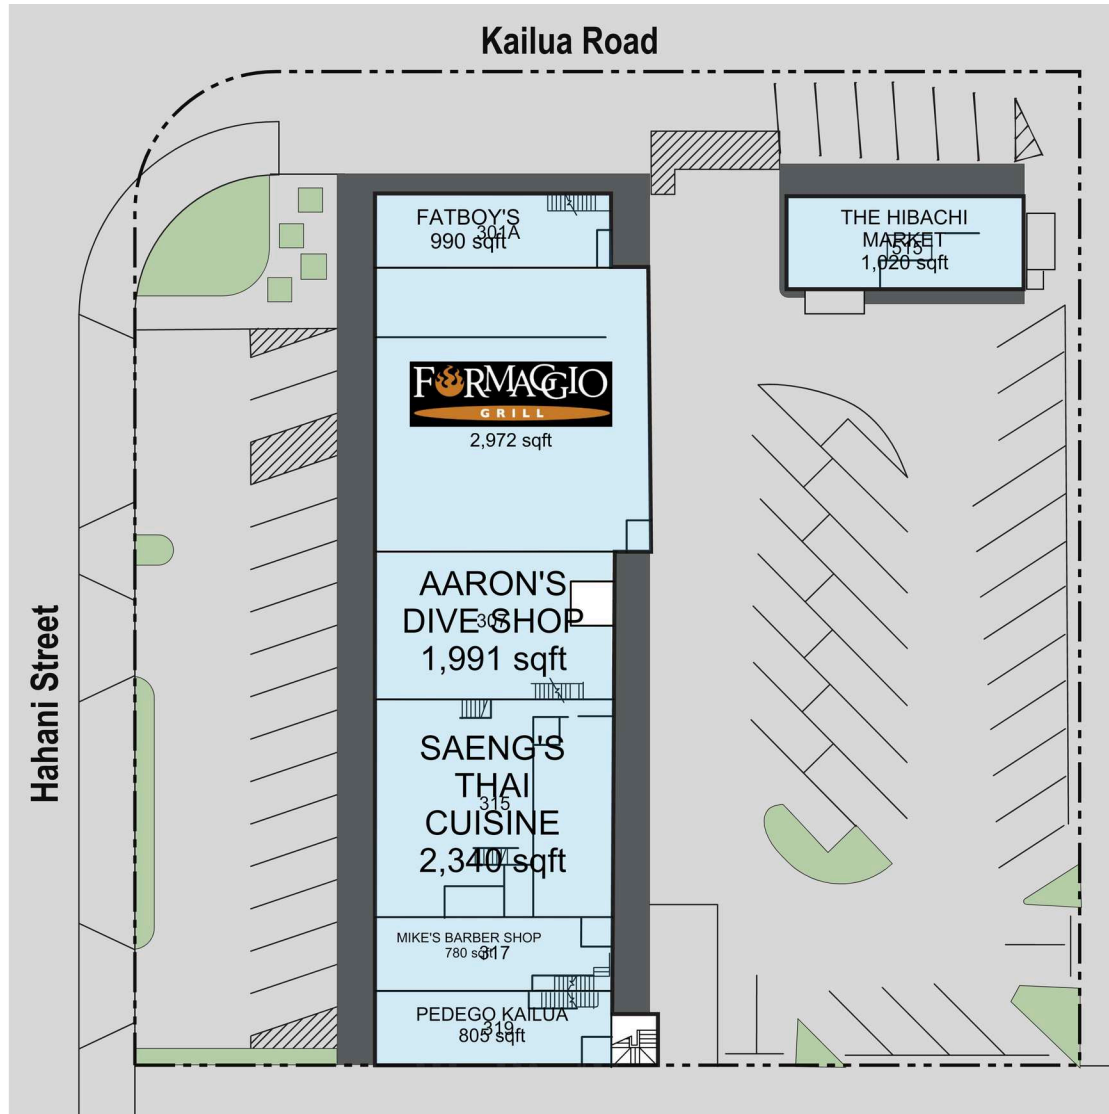 Kailua Road
Hahani Street
FATBOY'S
301A
990 sqft
THE HIBACHI
MARKET
515
1,020 sqft
FORMAGGIO
GRILL
2,972 sqft
AARON'S
DIVE SHOP
307
1,991 sqft
SAENG'S
THAI
315
CUISINE
2,340 sqft
MIKE'S BARBER SHOP
780 sqft
317
PEDEGO KAILUA
319
805 sqft